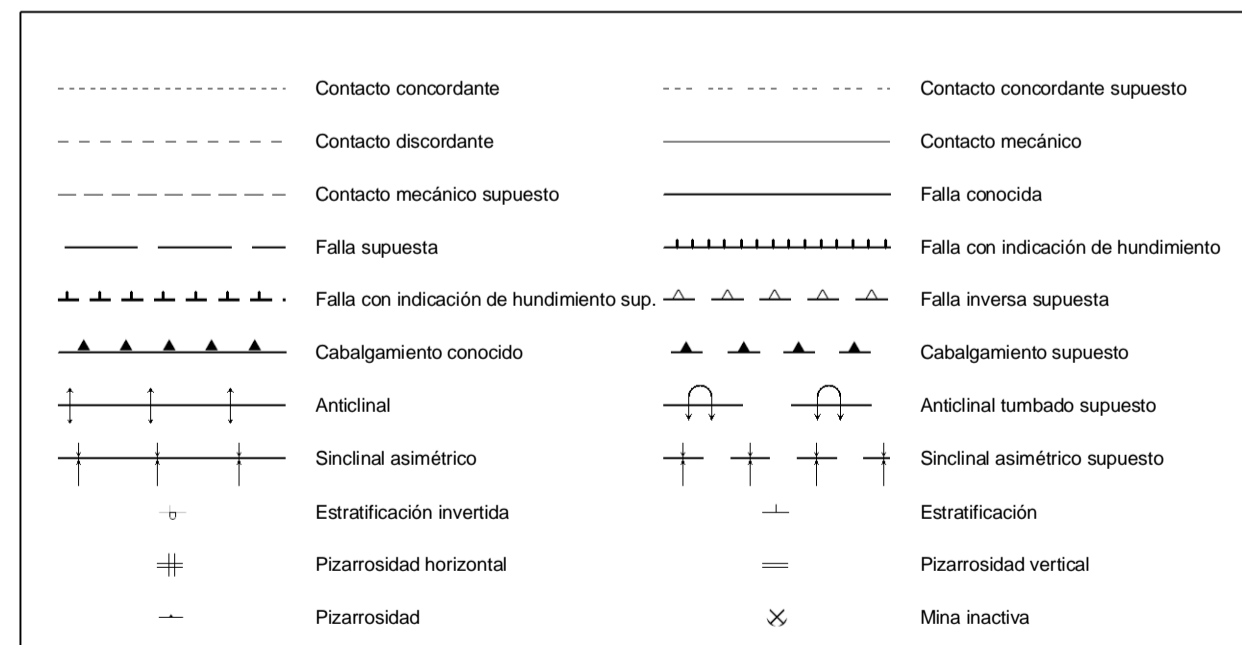 Contacto concordante
Contacto concordante supuesto
Contacto discordante
Contacto mecánico
Contacto mecánico supuesto
Falla conocida
Falla supuesta
Falla con indicación de hundimiento
Falla con indicación de hundimiento sup.
Falla inversa supuesta
Cabalgamiento conocido
Cabalgamiento supuesto
Anticlinal
Anticlinal tumbado supuesto
Sinclinal asimétrico
Sinclinal asimétrico supuesto
Estratificación invertida
Estratificación
Pizarrosidad horizontal
Pizarrosidad vertical
Pizarrosidad
Mina inactiva